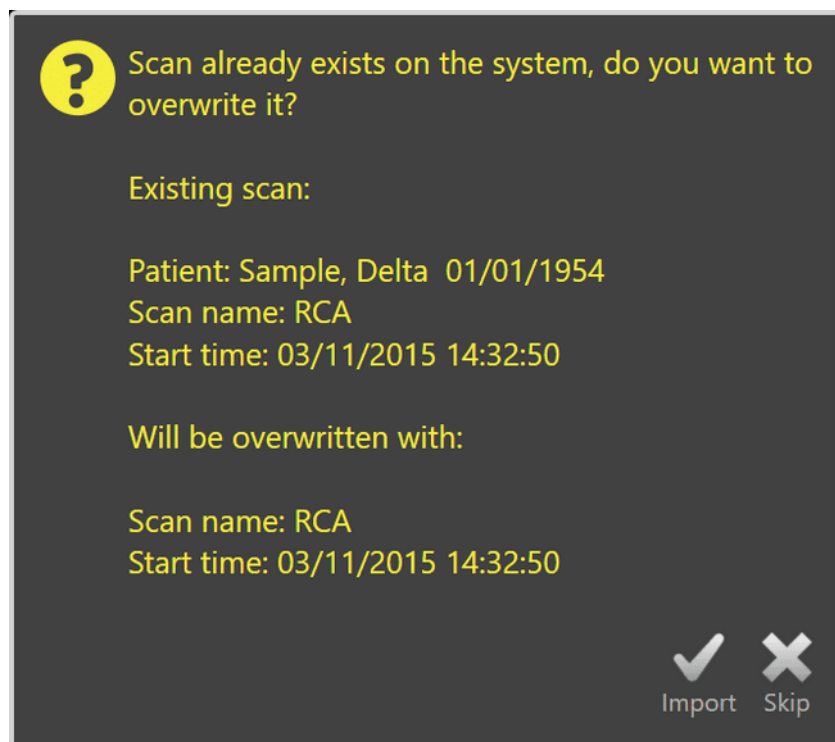 Scan already exists on the system, do you want to
overwrite it?
Existing scan:
Patient: Sample, Delta  01/01/1954
Scan name: RCA
Start time: 03/11/2015 14:32:50
Will be overwritten with:
Scan name: RCA
Start time: 03/11/2015 14:32:50
Import Skip